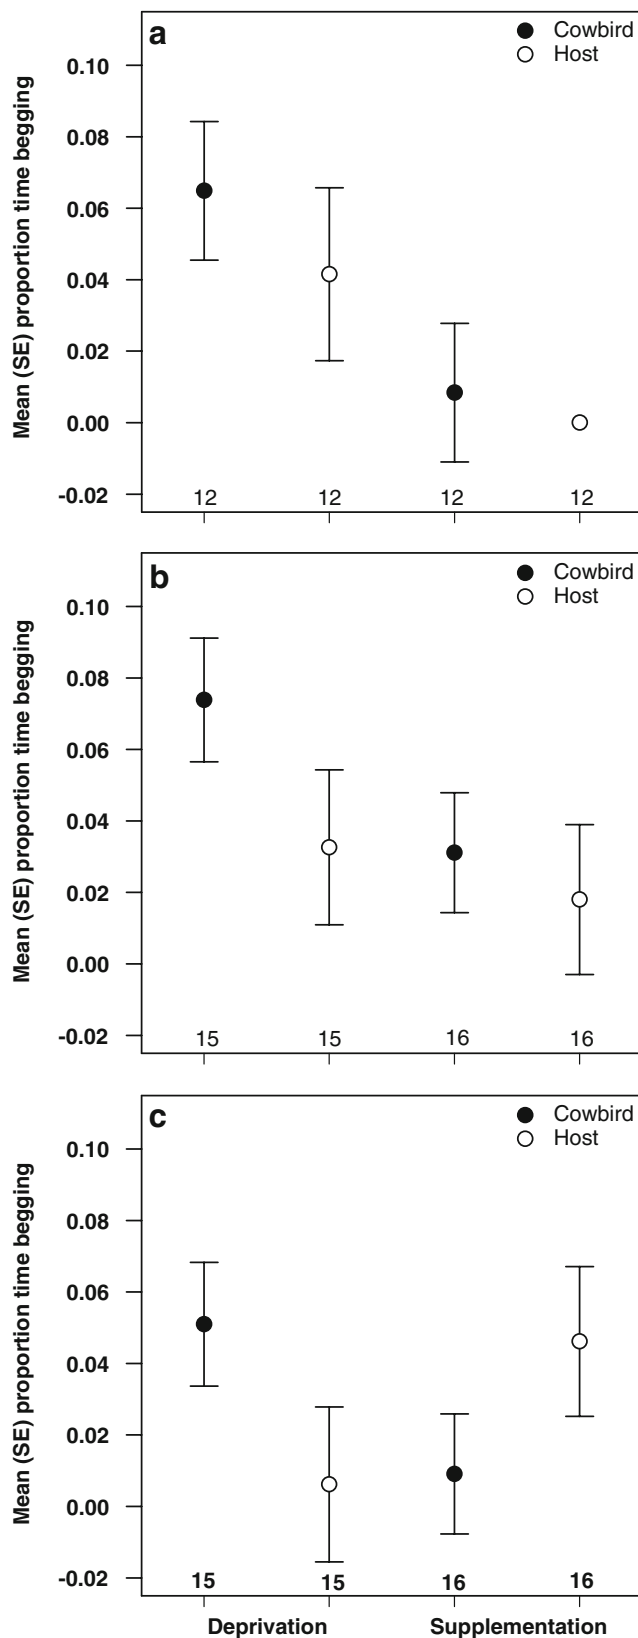 a
Cowbird
Host
Mean (SE) proportion time begging
0.10
0.08
0.06
0.04
0.02
0.00
-0.02
12 12 12 12
b
Cowbird
Host
Mean (SE) proportion time begging
0.10
0.08
0.06
0.04
0.02
0.00
-0.02
15 15 16 16
c
Cowbird
Host
Mean (SE) proportion time begging
0.10
0.08
0.06
0.04
0.02
0.00
-0.02
15 15 16 16
Deprivation Supplementation